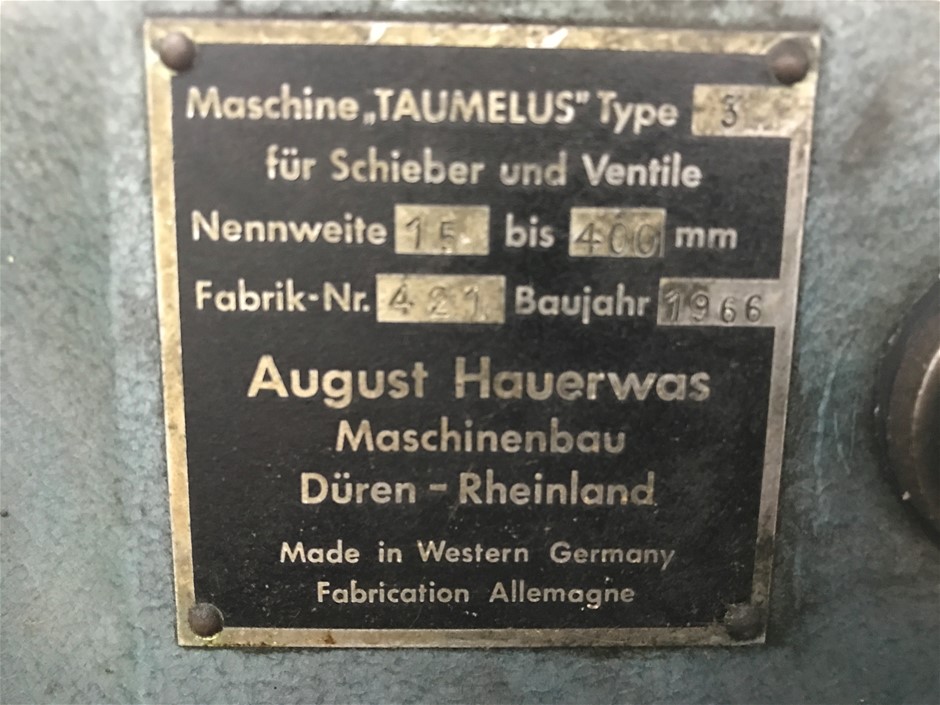 Maschine „TAUMELUS" Type 3
für Schieber und Ventile
Nennweite 15 bis 400 mm
Fabrik-Nr. 421 Baujahr 1966
August Hauerwas
Maschinenbau
Düren - Rheinland
Made in Western Germany
Fabrication Allemagne